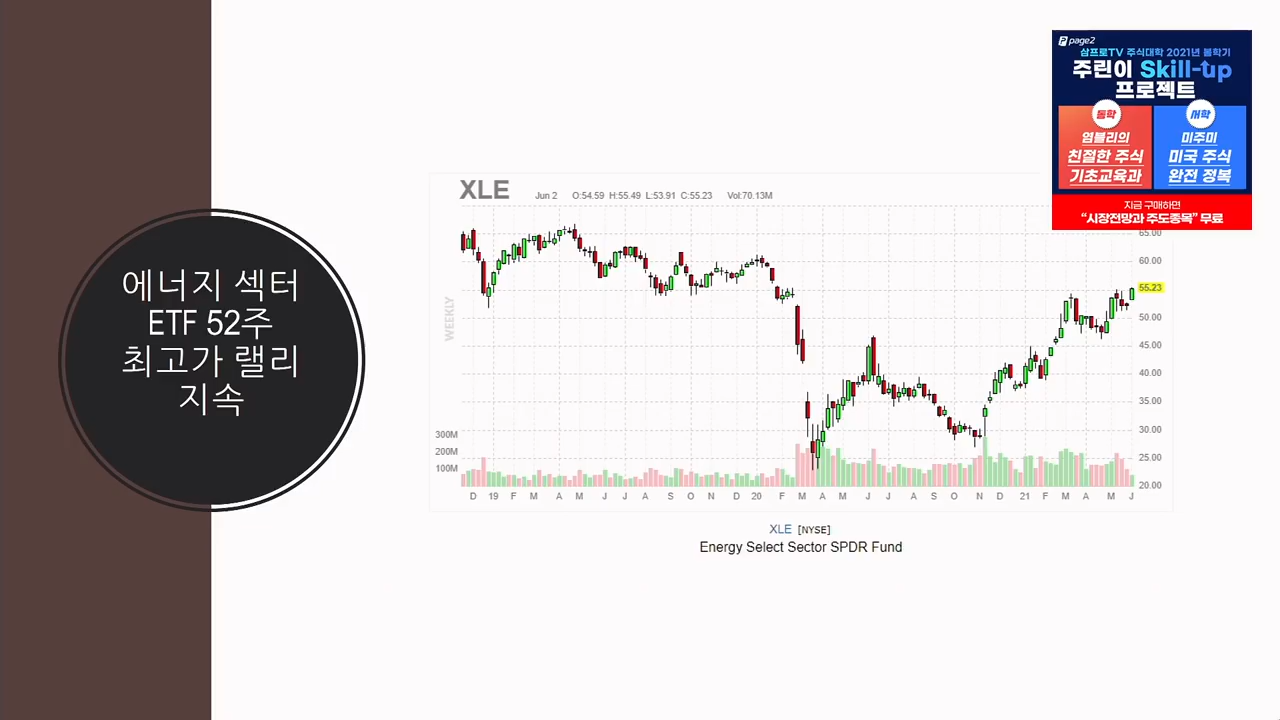 에너지 섹터
ETF 52주
최고가 랠리
지속
XLE Jun 2 O:54.59 H:55.49 L:53.91 C:55.23 Vol:70.13M
WEEKLY
65.00
60.00
55.23
50.00
45.00
40.00
35.00
30.00
25.00
20.00
300M
200M
100M
D 19 F M A M J J A S O N D 20 F M A M J J A S O N D 21 F M A M J
XLE [NYSE]
Energy Select Sector SPDR Fund
page2
삼프로TV 주식대학 2021년 봄학기
주린이 Skill-up
프로젝트
동학
염블리의
친절한 주식
기초교육과
서학
미주미
미국 주식
완전 정복
지금 구매하면
“시장전망과 주도종목” 무료